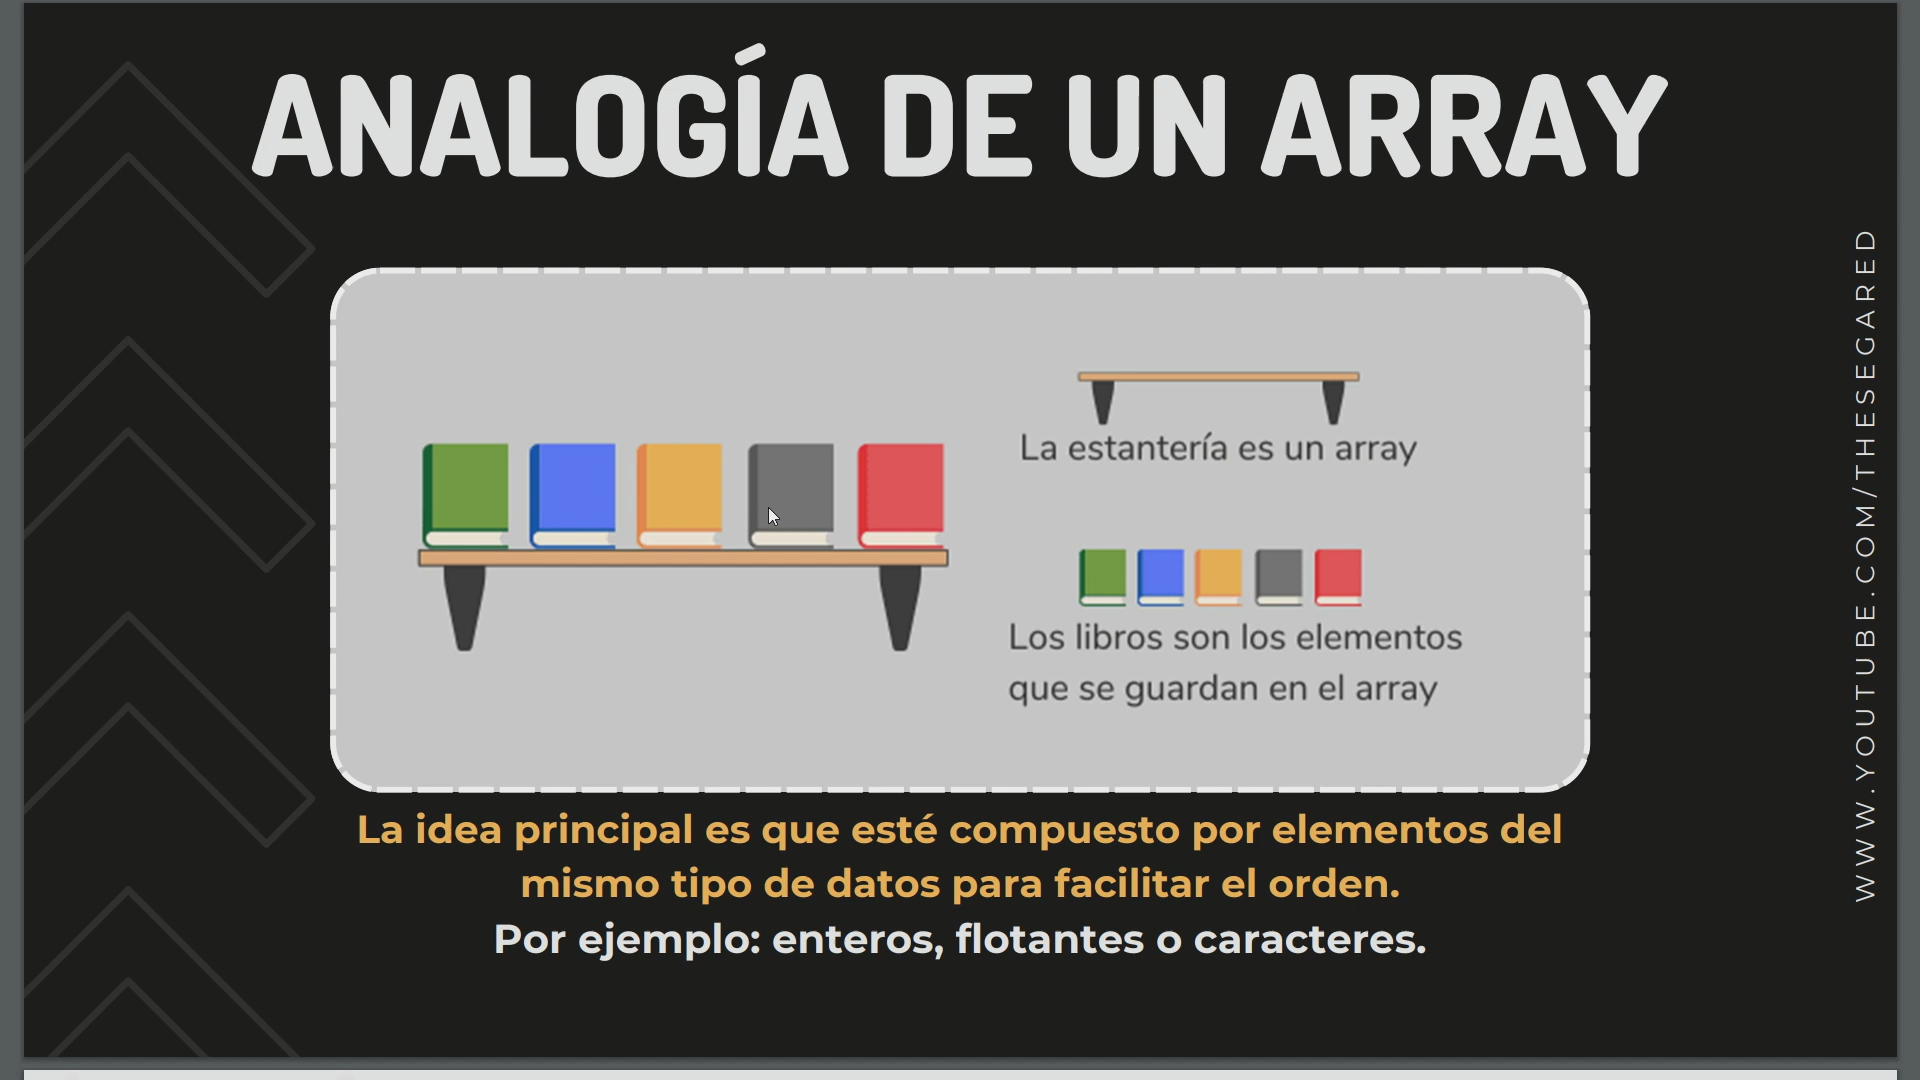 ANALOGÍA DE UN ARRAY
La estantería es un array
Los libros son los elementos
que se guardan en el array
La idea principal es que esté compuesto por elementos del
mismo tipo de datos para facilitar el orden.
Por ejemplo: enteros, flotantes o caracteres.
WWW.YOUTUBE.COM/THESEGARED